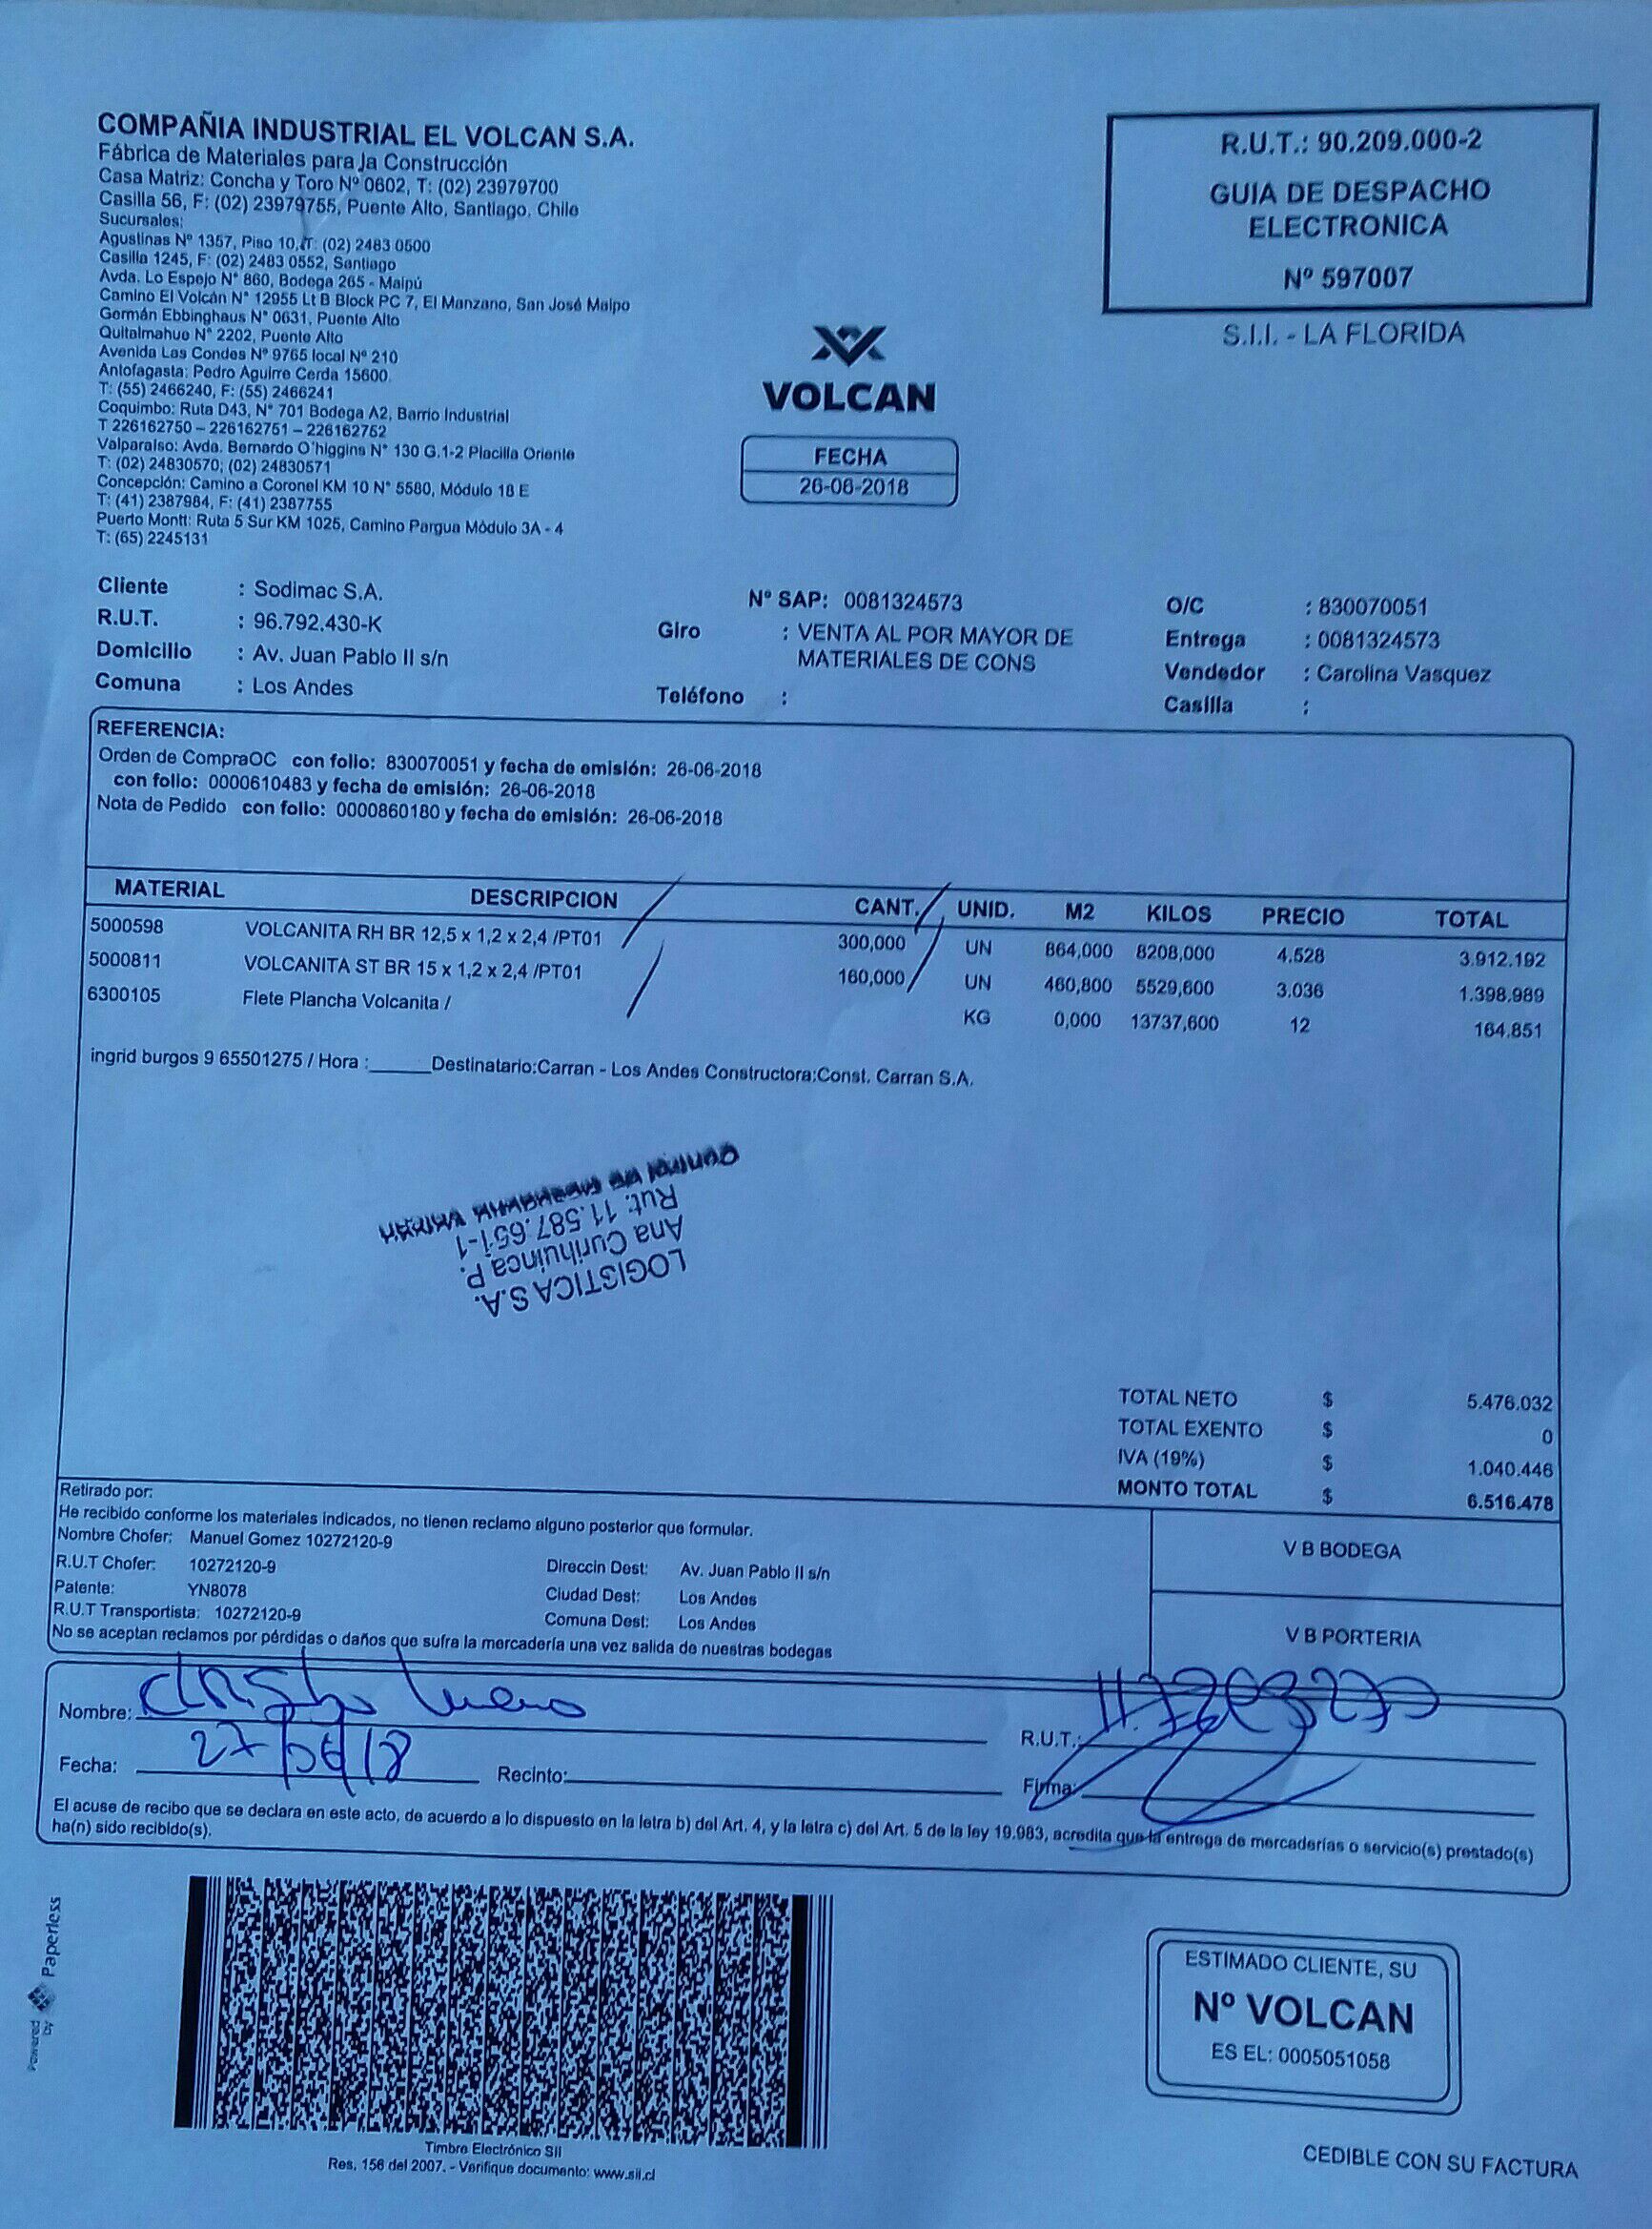 COMPAÑIA INDUSTRIAL EL VOLCAN S.A.
Fábrica de Materiales para la Construcción
Casa Matriz: Concha y Toro Nº 0602, T: (02) 23979700
Casilla 56, F: (02) 23979755, Puente Alto, Santiago. Chile
Sucursales:
Agustinas Nº 1357, Piso 10, T: (02) 2483 0500
Casilla 1245, F: (02) 2483 0552, Santiago
Avda. Lo Espejo N° 860, Bodega 265 - Maipú
Camino El Volcán N° 12955 Lt B Block PC 7, El Manzano, San José Maipo
Germán Ebbinghaus N° 0631, Puente Alto
Quitalmahue N° 2202, Puente Alto
Avenida Las Condes Nº 9765 local Nº 210
Antofagasta: Pedro Aguirre Cerda 15600
T: (55) 2466240, F: (55) 2466241
Coquimbo: Ruta D43, N° 701 Bodega A2, Barrio Industrial
T 226162750 – 226162751 – 226162752
Valparaíso: Avda. Bernardo O'higgins N° 130 G.1-2 Placilla Oriente
T: (02) 24830570; (02) 24830571
Concepción: Camino a Coronel KM 10 N° 5580, Módulo 18 E
T: (41) 2387984, F: (41) 2387755
Puerto Montt: Ruta 5 Sur KM 1025, Camino Pargua Módulo 3A - 4
T: (65) 2245131
R.U.T.: 90.209.000-2
GUIA DE DESPACHO
ELECTRONICA
Nº 597007
S.I.I. - LA FLORIDA
VOLCAN
FECHA
26-06-2018
Cliente : Sodimac S.A.
R.U.T. : 96.792.430-K
Domicilio : Av. Juan Pablo II s/n
Comuna : Los Andes
Nº SAP: 0081324573
Giro : VENTA AL POR MAYOR DE
MATERIALES DE CONS
Teléfono :
O/C : 830070051
Entrega : 0081324573
Vendedor : Carolina Vasquez
Casilla :
REFERENCIA:
Orden de CompraOC con folio: 830070051 y fecha de emisión: 26-06-2018
con folio: 0000610483 y fecha de emisión: 26-06-2018
Nota de Pedido con folio: 0000860180 y fecha de emisión: 26-06-2018
MATERIAL DESCRIPCION CANT. UNID. M2 KILOS PRECIO TOTAL
5000598 VOLCANITA RH BR 12,5 x 1,2 x 2,4 /PT01 300,000 UN 864,000 8208,000 4.528 3.912.192
5000811 VOLCANITA ST BR 15 x 1,2 x 2,4 /PT01 160,000 UN 460,800 5529,600 3.036 1.398.989
6300105 Flete Plancha Volcanita / KG 0,000 13737,600 12 164.851
ingrid burgos 9 65501275 / Hora :______Destinatario:Carran - Los Andes Constructora:Const. Carran S.A.
LOGISTICA S.A.
Ana Curihuinca P.
Rut: 11.587.651-1
TOTAL NETO $ 5.476.032
TOTAL EXENTO $ 0
IVA (19%) $ 1.040.446
MONTO TOTAL $ 6.516.478
Retirado por:
He recibido conforme los materiales indicados, no tienen reclamo alguno posterior que formular.
Nombre Chofer: Manuel Gomez 10272120-9
R.U.T Chofer: 10272120-9
Patente: YN8078
R.U.T Transportista: 10272120-9
Direccin Dest: Av. Juan Pablo II s/n
Ciudad Dest: Los Andes
Comuna Dest: Los Andes
No se aceptan reclamos por pérdidas o daños que sufra la mercadería una vez salida de nuestras bodegas
V B BODEGA
V B PORTERIA
Nombre:
R.U.T.:
Fecha: 27/06/18
Recinto:
Firma:
El acuse de recibo que se declara en este acto, de acuerdo a lo dispuesto en la letra b) del Art. 4, y la letra c) del Art. 5 de la ley 19.983, acredita que la entrega de mercaderías o servicio(s) prestado(s)
ha(n) sido recibido(s).
Powered by Paperless
Timbre Electrónico SII
Res. 156 del 2007. - Verifique documento: www.sii.cl
ESTIMADO CLIENTE, SU
Nº VOLCAN
ES EL: 0005051058
CEDIBLE CON SU FACTURA